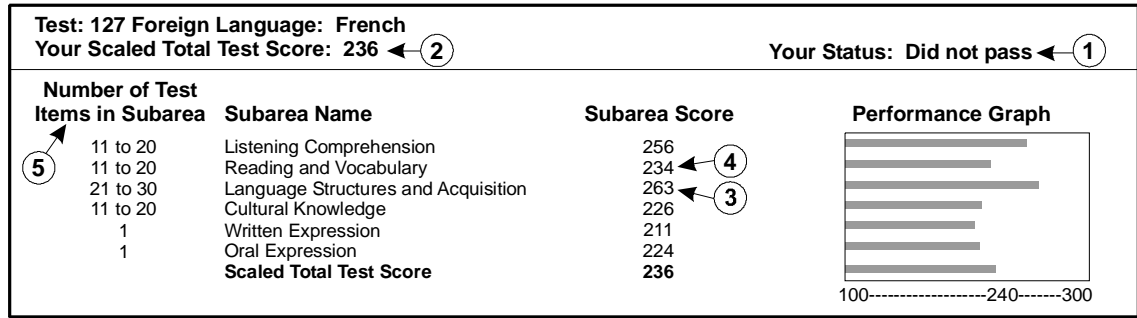 Test: 127 Foreign Language: French
Your Scaled Total Test Score: 236 2
Your Status: Did not pass 1
Number of Test
Items in Subarea Subarea Name Subarea Score Performance Graph
5
11 to 20 Listening Comprehension 256
11 to 20 Reading and Vocabulary 234 4
21 to 30 Language Structures and Acquisition 263 3
11 to 20 Cultural Knowledge 226
1 Written Expression 211
1 Oral Expression 224
Scaled Total Test Score 236
100--------------------240-------300